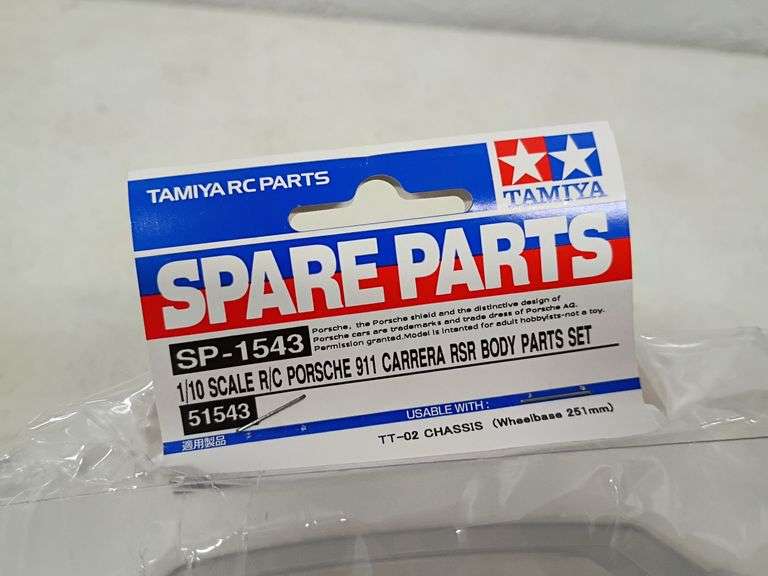 TAMIYA RC PARTS
TAMIYA
SPARE PARTS
SP-1543
Porsche, the Porsche shield and the distinctive design of
Porsche cars are trademarks and trade dress of Porsche AG.
Permission granted. Model is intended for adult hobbyists-not a toy.
1/10 SCALE R/C PORSCHE 911 CARRERA RSR BODY PARTS SET
51543
適用製品
USABLE WITH :
TT-02 CHASSIS (Wheelbase 251mm)